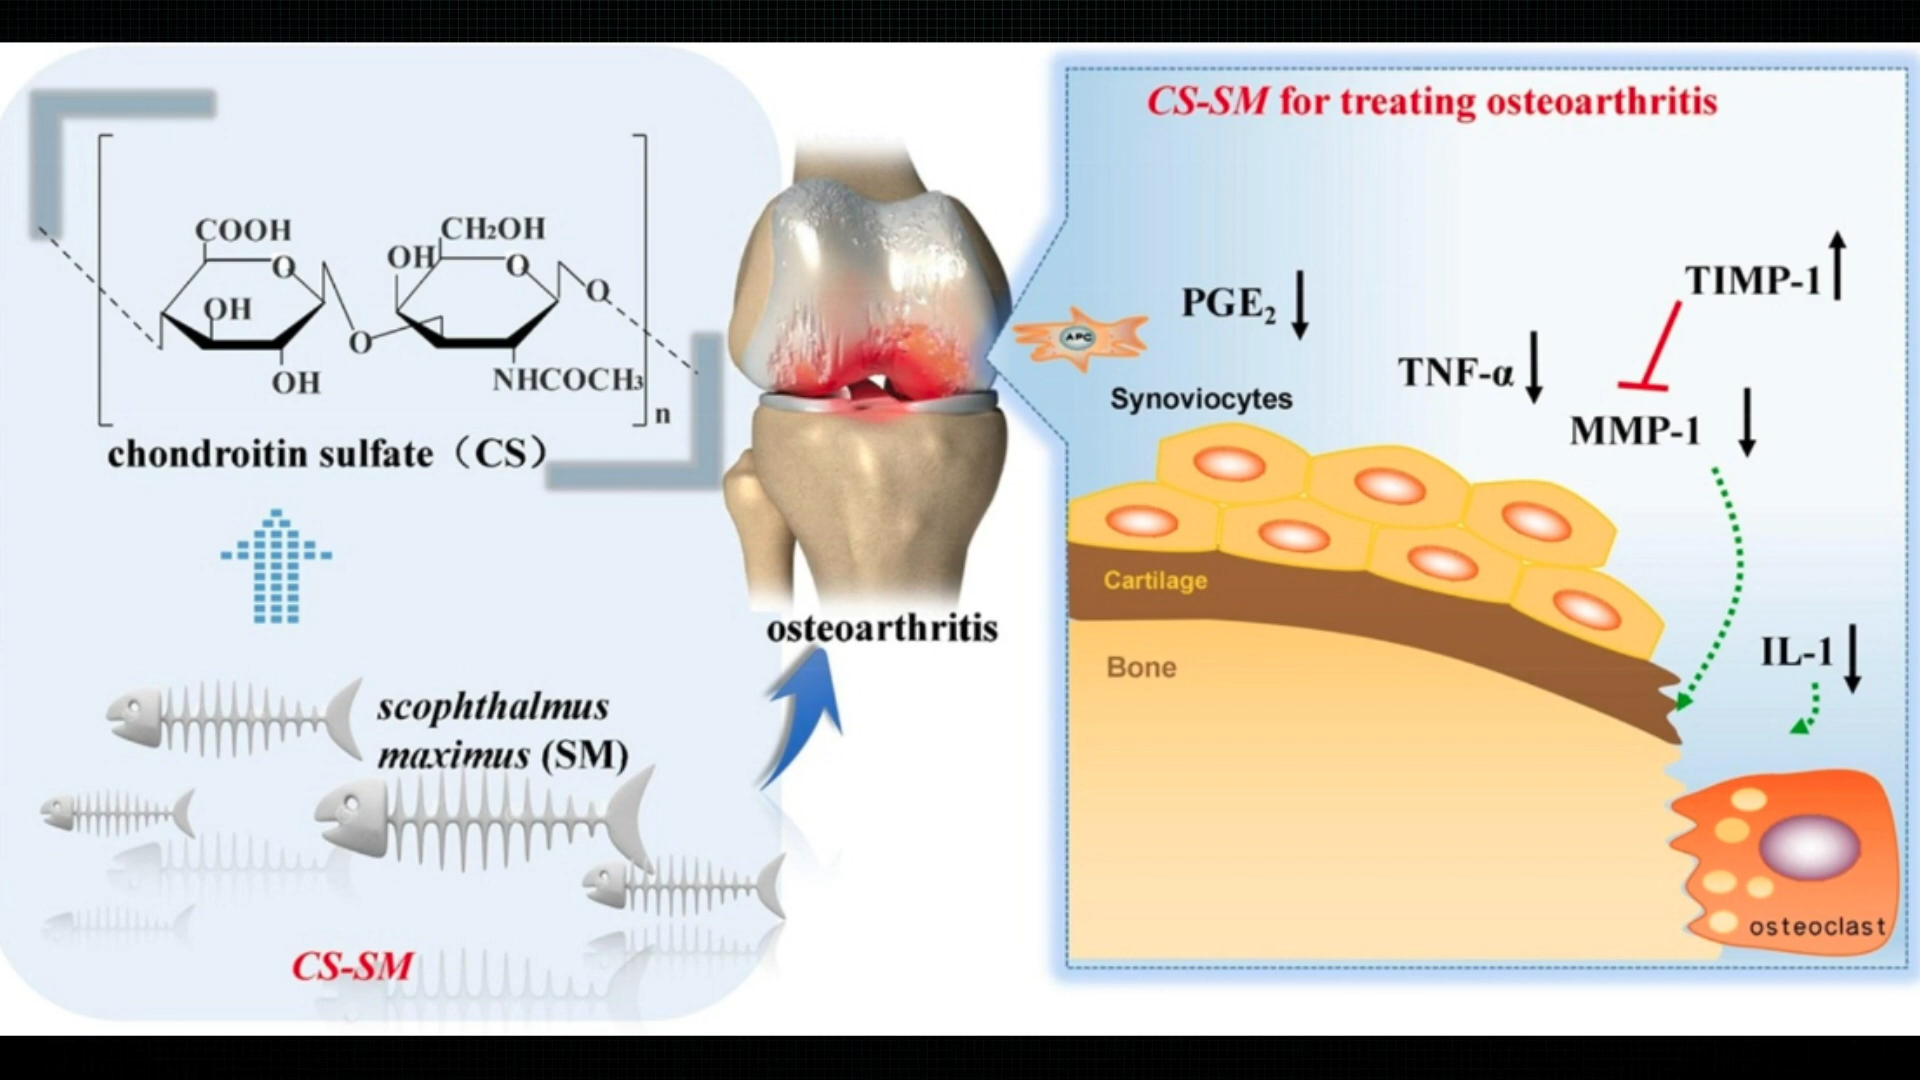 COOH
O
OH
OH
O
CH₂OH
OH
O
O
NHCOCH₃
n
chondroitin sulfate（CS）
scophthalmus
maximus (SM)
CS-SM
osteoarthritis
CS-SM for treating osteoarthritis
APC
Synoviocytes
PGE₂
TNF-α
TIMP-1
MMP-1
IL-1
Cartilage
Bone
osteoclast